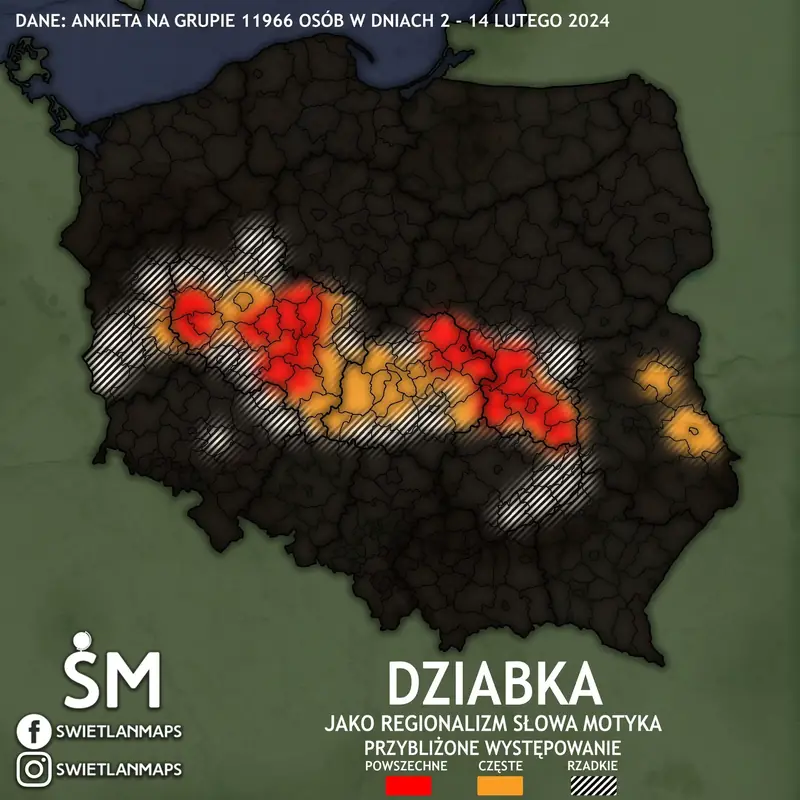 DANE: ANKIETA NA GRUPIE 11966 OSÓB W DNIACH 2 - 14 LUTEGO 2024
ŚM
SWIETLANMAPS
SWIETLANMAPS
DZIABKA
JAKO REGIONALIZM SŁOWA MOTYKA
PRZYBLIŻONE WYSTĘPOWANIE
POWSZECHNE CZĘSTE RZADKIE